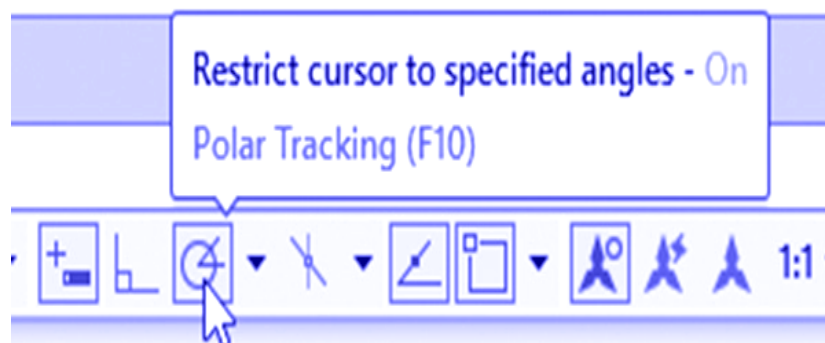 Restrict cursor to specified angles - On
Polar Tracking (F10)
1:1